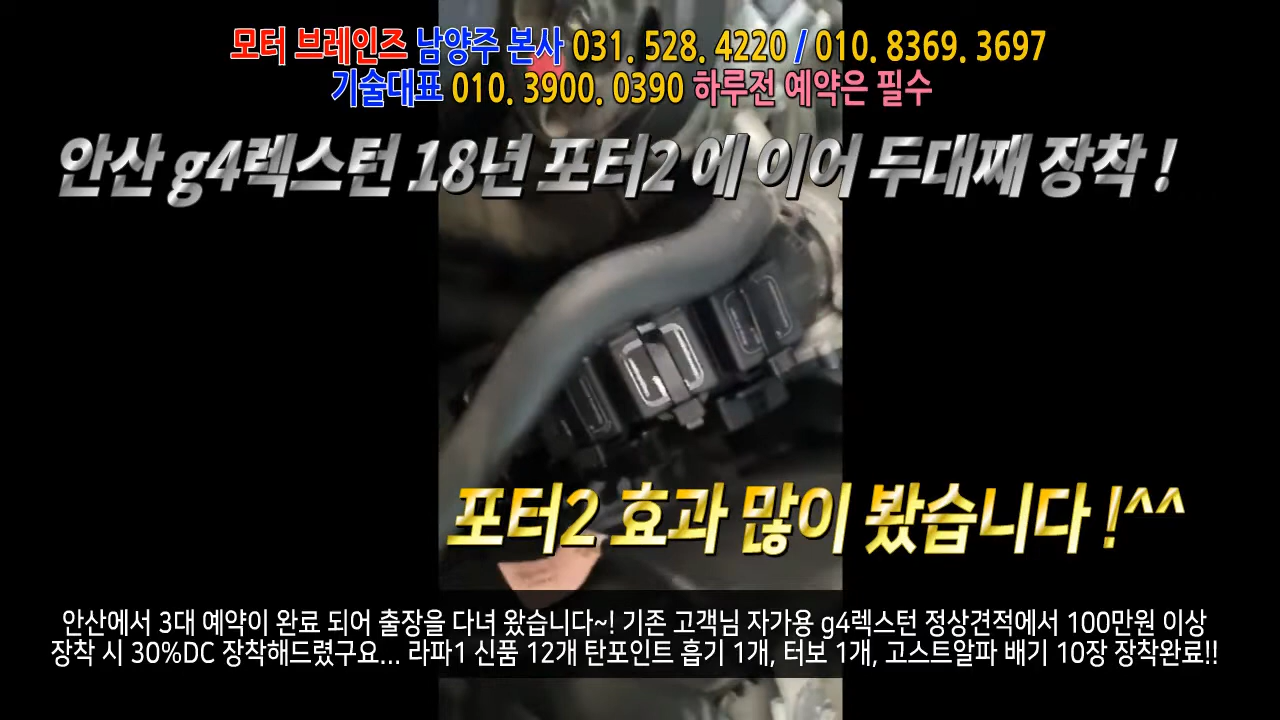 모터 브레인즈 남양주 본사 031. 528. 4220 / 010. 8369. 3697
기술대표 010. 3900. 0390 하루전 예약은 필수
안산 g4렉스턴 18년 포터2 에 이어 두대째 장착 !
포터2 효과 많이 봤습니다 !^^
안산에서 3대 예약이 완료 되어 출장을 다녀 왔습니다~! 기존 고객님 자가용 g4렉스턴 정상견적에서 100만원 이상
장착 시 30%DC 장착해드렸구요... 라파1 신품 12개 탄포인트 흡기 1개, 터보 1개, 고스트알파 배기 10장 장착완료!!